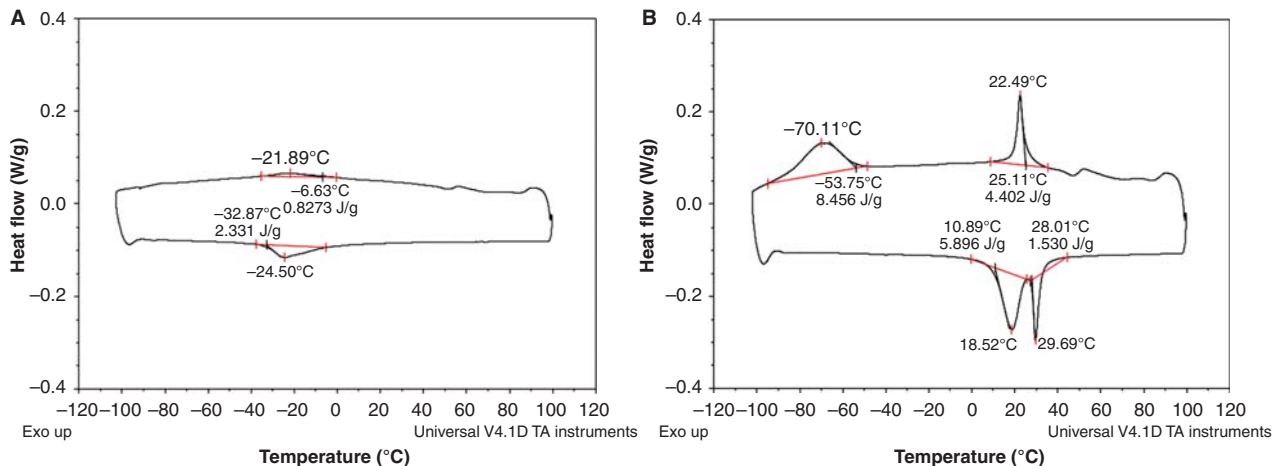 A
Heat flow (W/g)
0.4
0.2
0.0
−0.2
−0.4
−21.89°C
−6.63°C
0.8273 J/g
−32.87°C
2.331 J/g
−24.50°C
−120 −100 −80 −60 −40 −20 0 20 40 60 80 100 120
Exo up
Universal V4.1D TA instruments
Temperature (°C)
B
Heat flow (W/g)
0.4
0.2
0.0
−0.2
−0.4
22.49°C
−70.11°C
−53.75°C
8.456 J/g
25.11°C
4.402 J/g
10.89°C
5.896 J/g
28.01°C
1.530 J/g
18.52°C
29.69°C
−120 −100 −80 −60 −40 −20 0 20 40 60 80 100 120
Exo up
Universal V4.1D TA instruments
Temperature (°C)